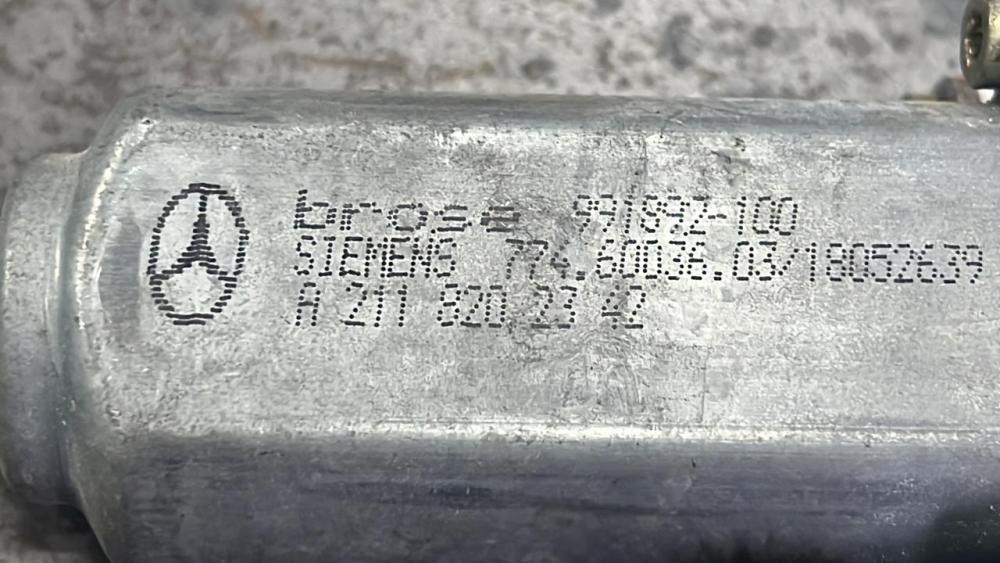 brose 991892-100
SIEMENS 774.60036.03/18052639
A 211 820 23 42